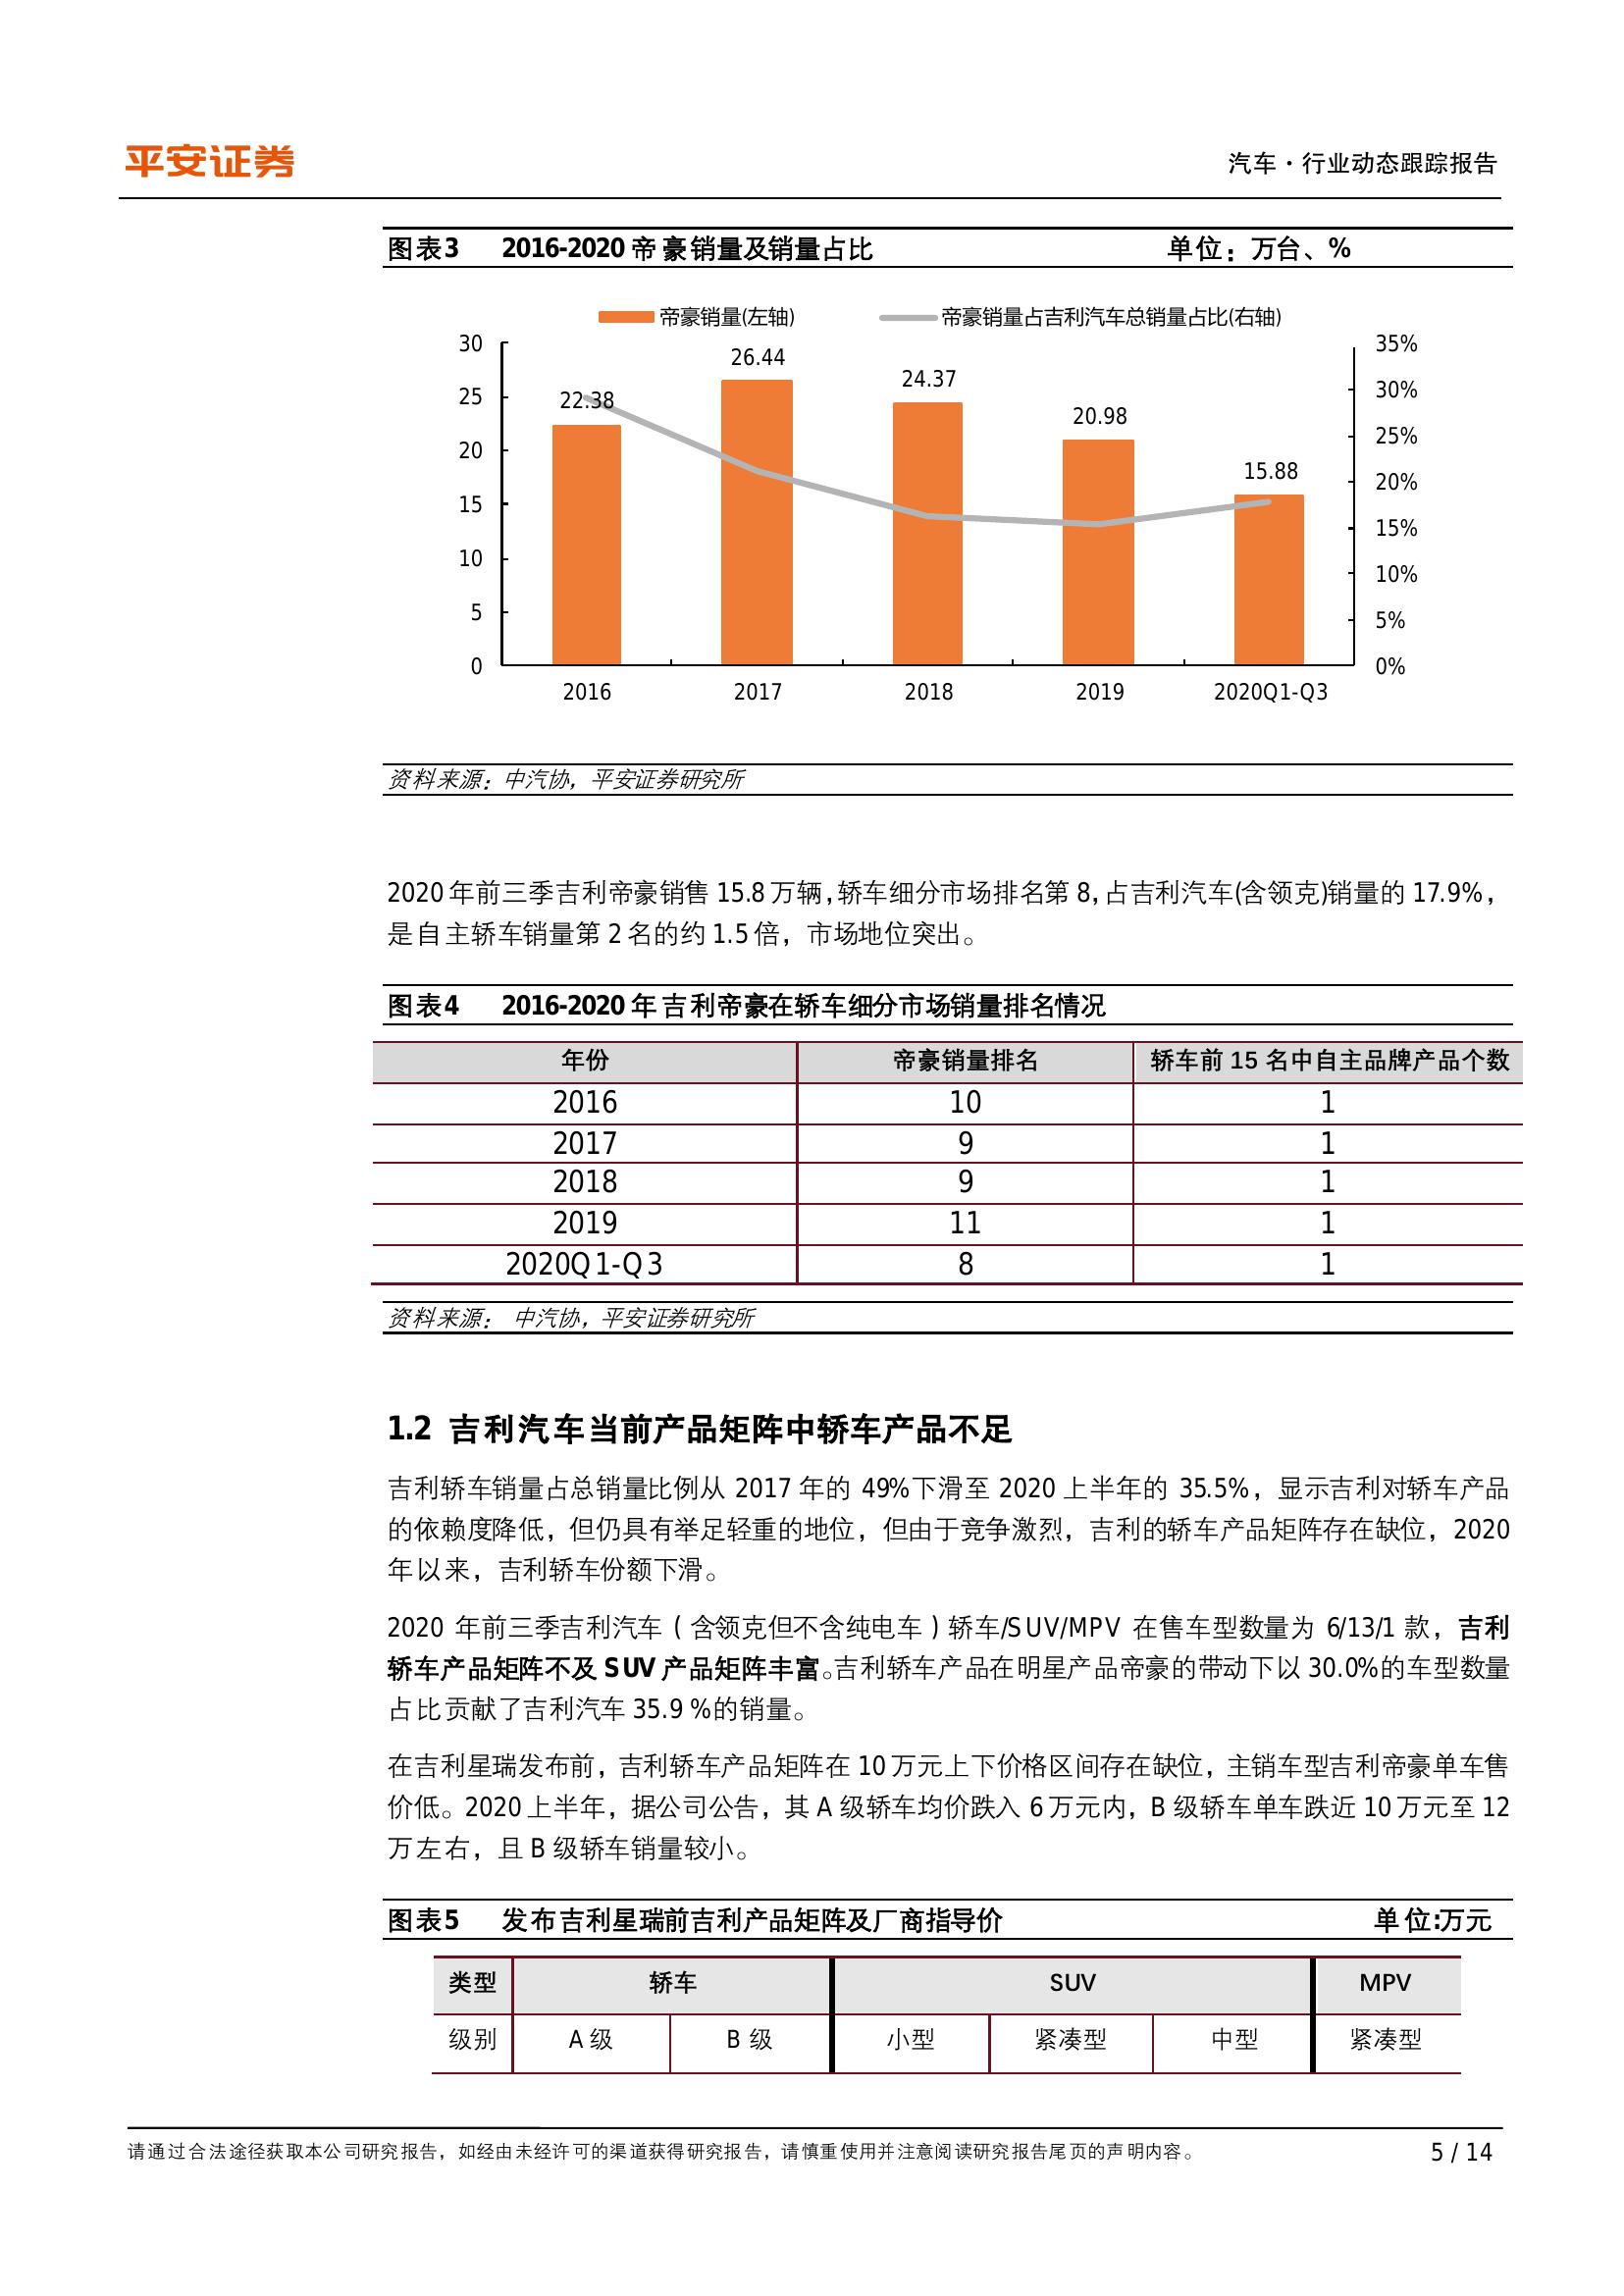 平安证券
汽车·行业动态跟踪报告
图表3 2016-2020 帝豪销量及销量占比 单位：万台、%
帝豪销量(左轴) 帝豪销量占吉利汽车总销量占比(右轴)
30
25
20
15
10
5
0
22.38
26.44
24.37
20.98
15.88
35%
30%
25%
20%
15%
10%
5%
0%
2016 2017 2018 2019 2020Q1-Q3
资料来源：中汽协，平安证券研究所
2020 年前三季吉利帝豪销售 15.8 万辆，轿车细分市场排名第 8，占吉利汽车(含领克)销量的 17.9%，
是自主轿车销量第 2 名的约 1.5 倍，市场地位突出。
图表4 2016-2020 年吉利帝豪在轿车细分市场销量排名情况
年份 帝豪销量排名 轿车前 15 名中自主品牌产品个数
2016 10 1
2017 9 1
2018 9 1
2019 11 1
2020Q1-Q3 8 1
资料来源： 中汽协，平安证券研究所
1.2 吉利汽车当前产品矩阵中轿车产品不足
吉利轿车销量占总销量比例从 2017 年的 49%下滑至 2020 上半年的 35.5%，显示吉利对轿车产品
的依赖度降低，但仍具有举足轻重的地位，但由于竞争激烈，吉利的轿车产品矩阵存在缺位，2020
年以来，吉利轿车份额下滑。
2020 年前三季吉利汽车（含领克但不含纯电车）轿车/SUV/MPV 在售车型数量为 6/13/1 款，吉利
轿车产品矩阵不及 SUV 产品矩阵丰富。吉利轿车产品在明星产品帝豪的带动下以 30.0%的车型数量
占比贡献了吉利汽车 35.9 %的销量。
在吉利星瑞发布前，吉利轿车产品矩阵在 10 万元上下价格区间存在缺位，主销车型吉利帝豪单车售
价低。2020 上半年，据公司公告，其 A 级轿车均价跌入 6 万元内，B 级轿车单车跌近 10 万元至 12
万左右，且 B 级轿车销量较小。
图表5 发布吉利星瑞前吉利产品矩阵及厂商指导价 单位:万元
类型 轿车 SUV MPV
级别 A 级 B 级 小型 紧凑型 中型 紧凑型
请通过合法途径获取本公司研究报告，如经由未经许可的渠道获得研究报告，请慎重使用并注意阅读研究报告尾页的声明内容。 5 / 14